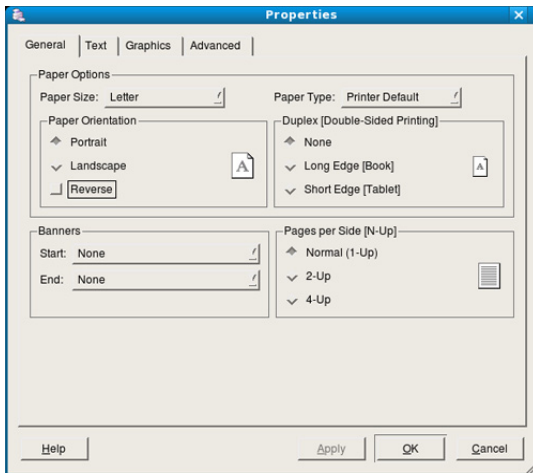 Properties
General Text Graphics Advanced
Paper Options
Paper Size: Letter
Paper Type: Printer Default
Paper Orientation
Portrait
Landscape
Reverse
A
Duplex [Double-Sided Printing]
None
Long Edge [Book]
Short Edge [Tablet]
A
Banners
Start: None
End: None
Pages per Side [N-Up]
Normal (1-Up)
2-Up
4-Up
Help Apply OK Cancel